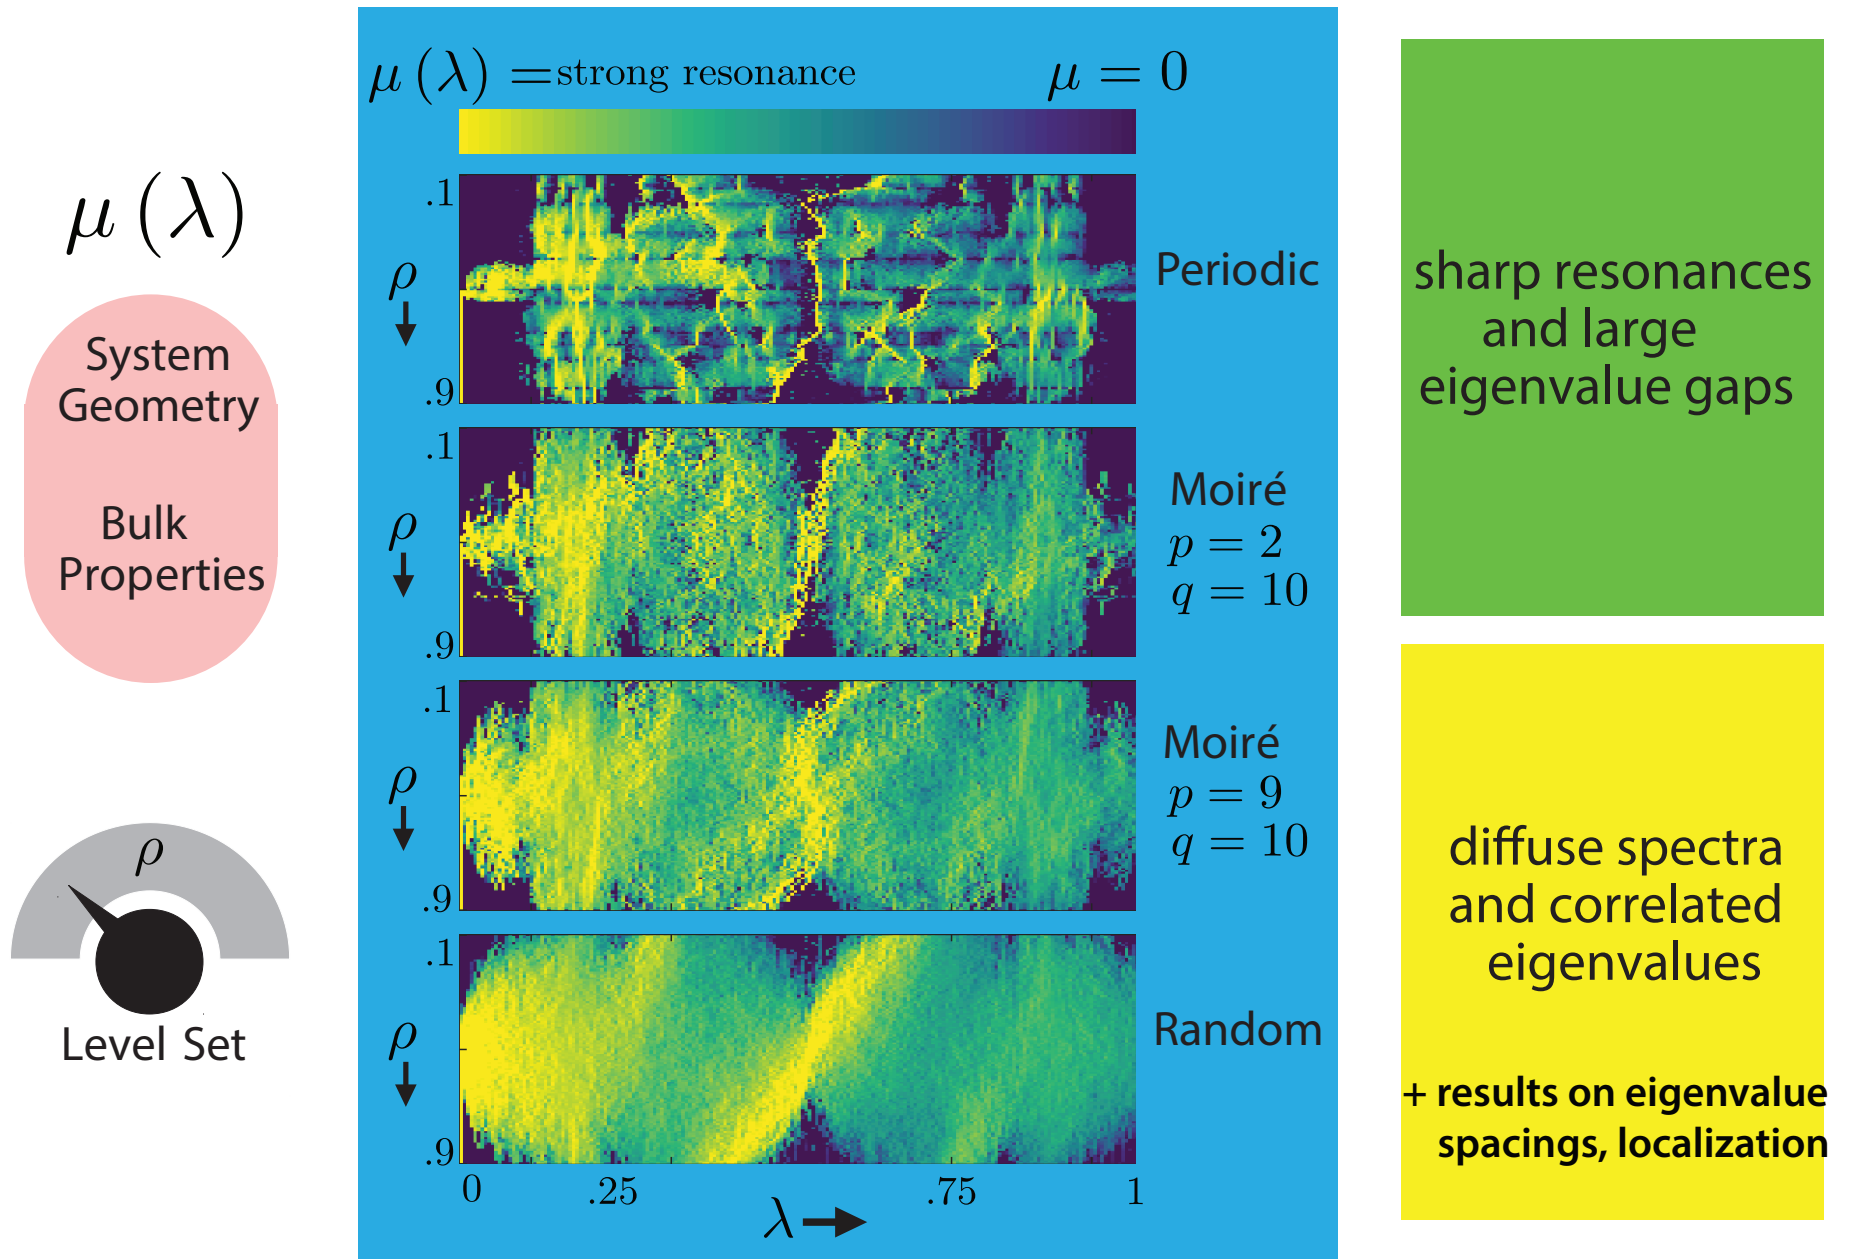 μ (λ)
System
Geometry
Bulk
Properties
ρ
Level Set
μ (λ) = strong resonance
μ = 0
.1
ρ
.9
Periodic
.1
ρ
.9
Moiré
p = 2
q = 10
.1
ρ
.9
Moiré
p = 9
q = 10
.1
ρ
.9
Random
0 .25 .75 1
λ
sharp resonances
and large
eigenvalue gaps
diffuse spectra
and correlated
eigenvalues
+ results on eigenvalue
spacings, localization